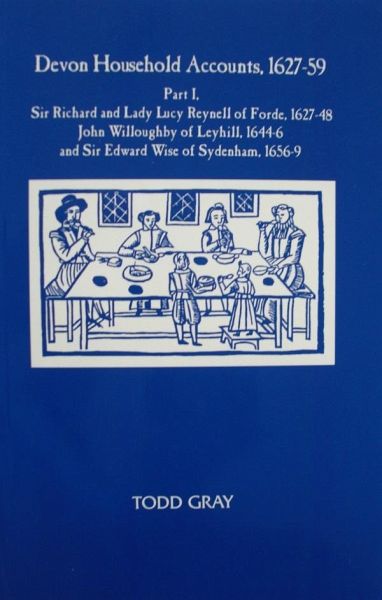 Devon Household Accounts, 1627-59
Part I,
Sir Richard and Lady Lucy Reynell of Forde, 1627-48
John Willoughby of Leyhill, 1644-6
and Sir Edward Wise of Sydenham, 1656-9
TODD GRAY